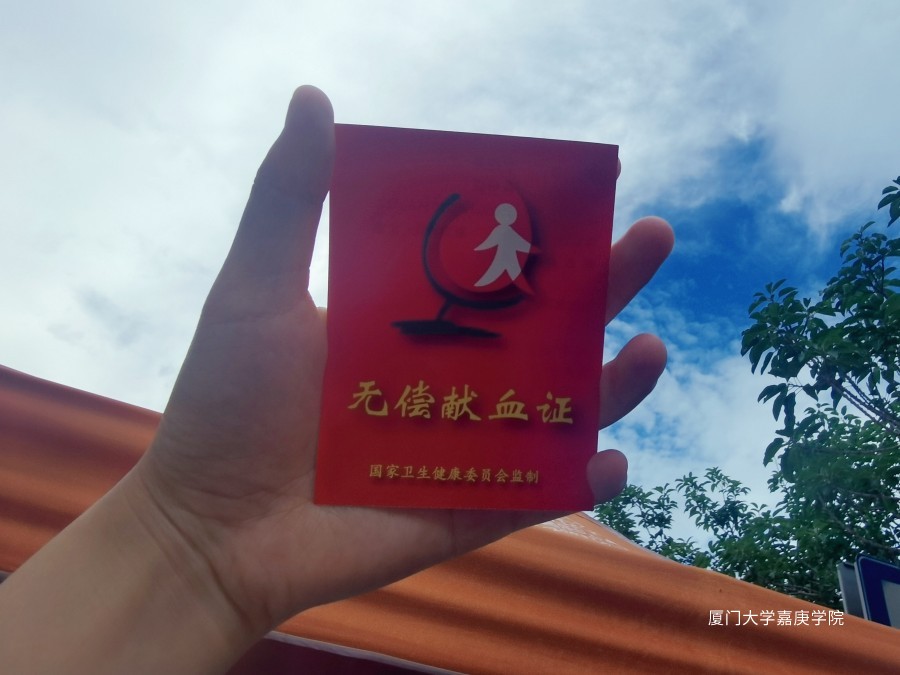 无偿献血证
国家卫生健康委员会监制
厦门大学嘉庚学院